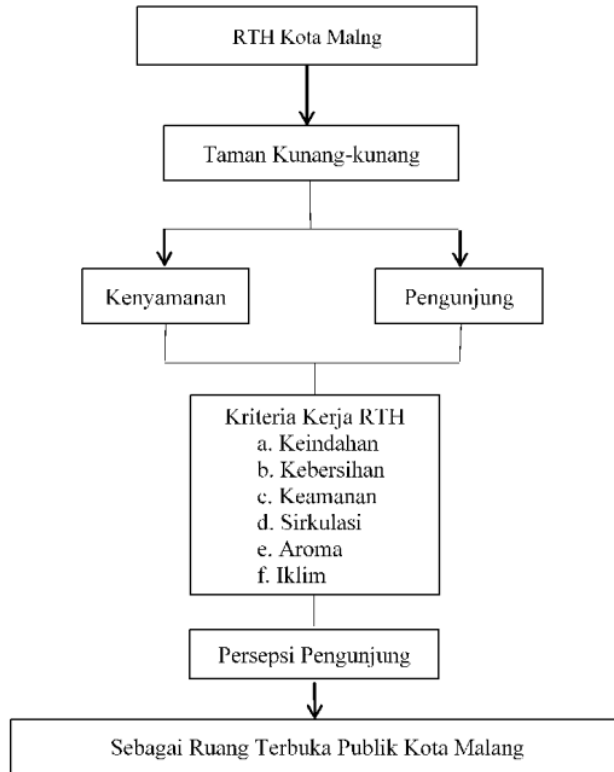 RTH Kota Malng
Taman Kunang-kunang
Kenyamanan
Pengunjung
Kriteria Kerja RTH
a. Keindahan
b. Kebersihan
c. Keamanan
d. Sirkulasi
e. Aroma
f. Iklim
Persepsi Pengunjung
Sebagai Ruang Terbuka Publik Kota Malang